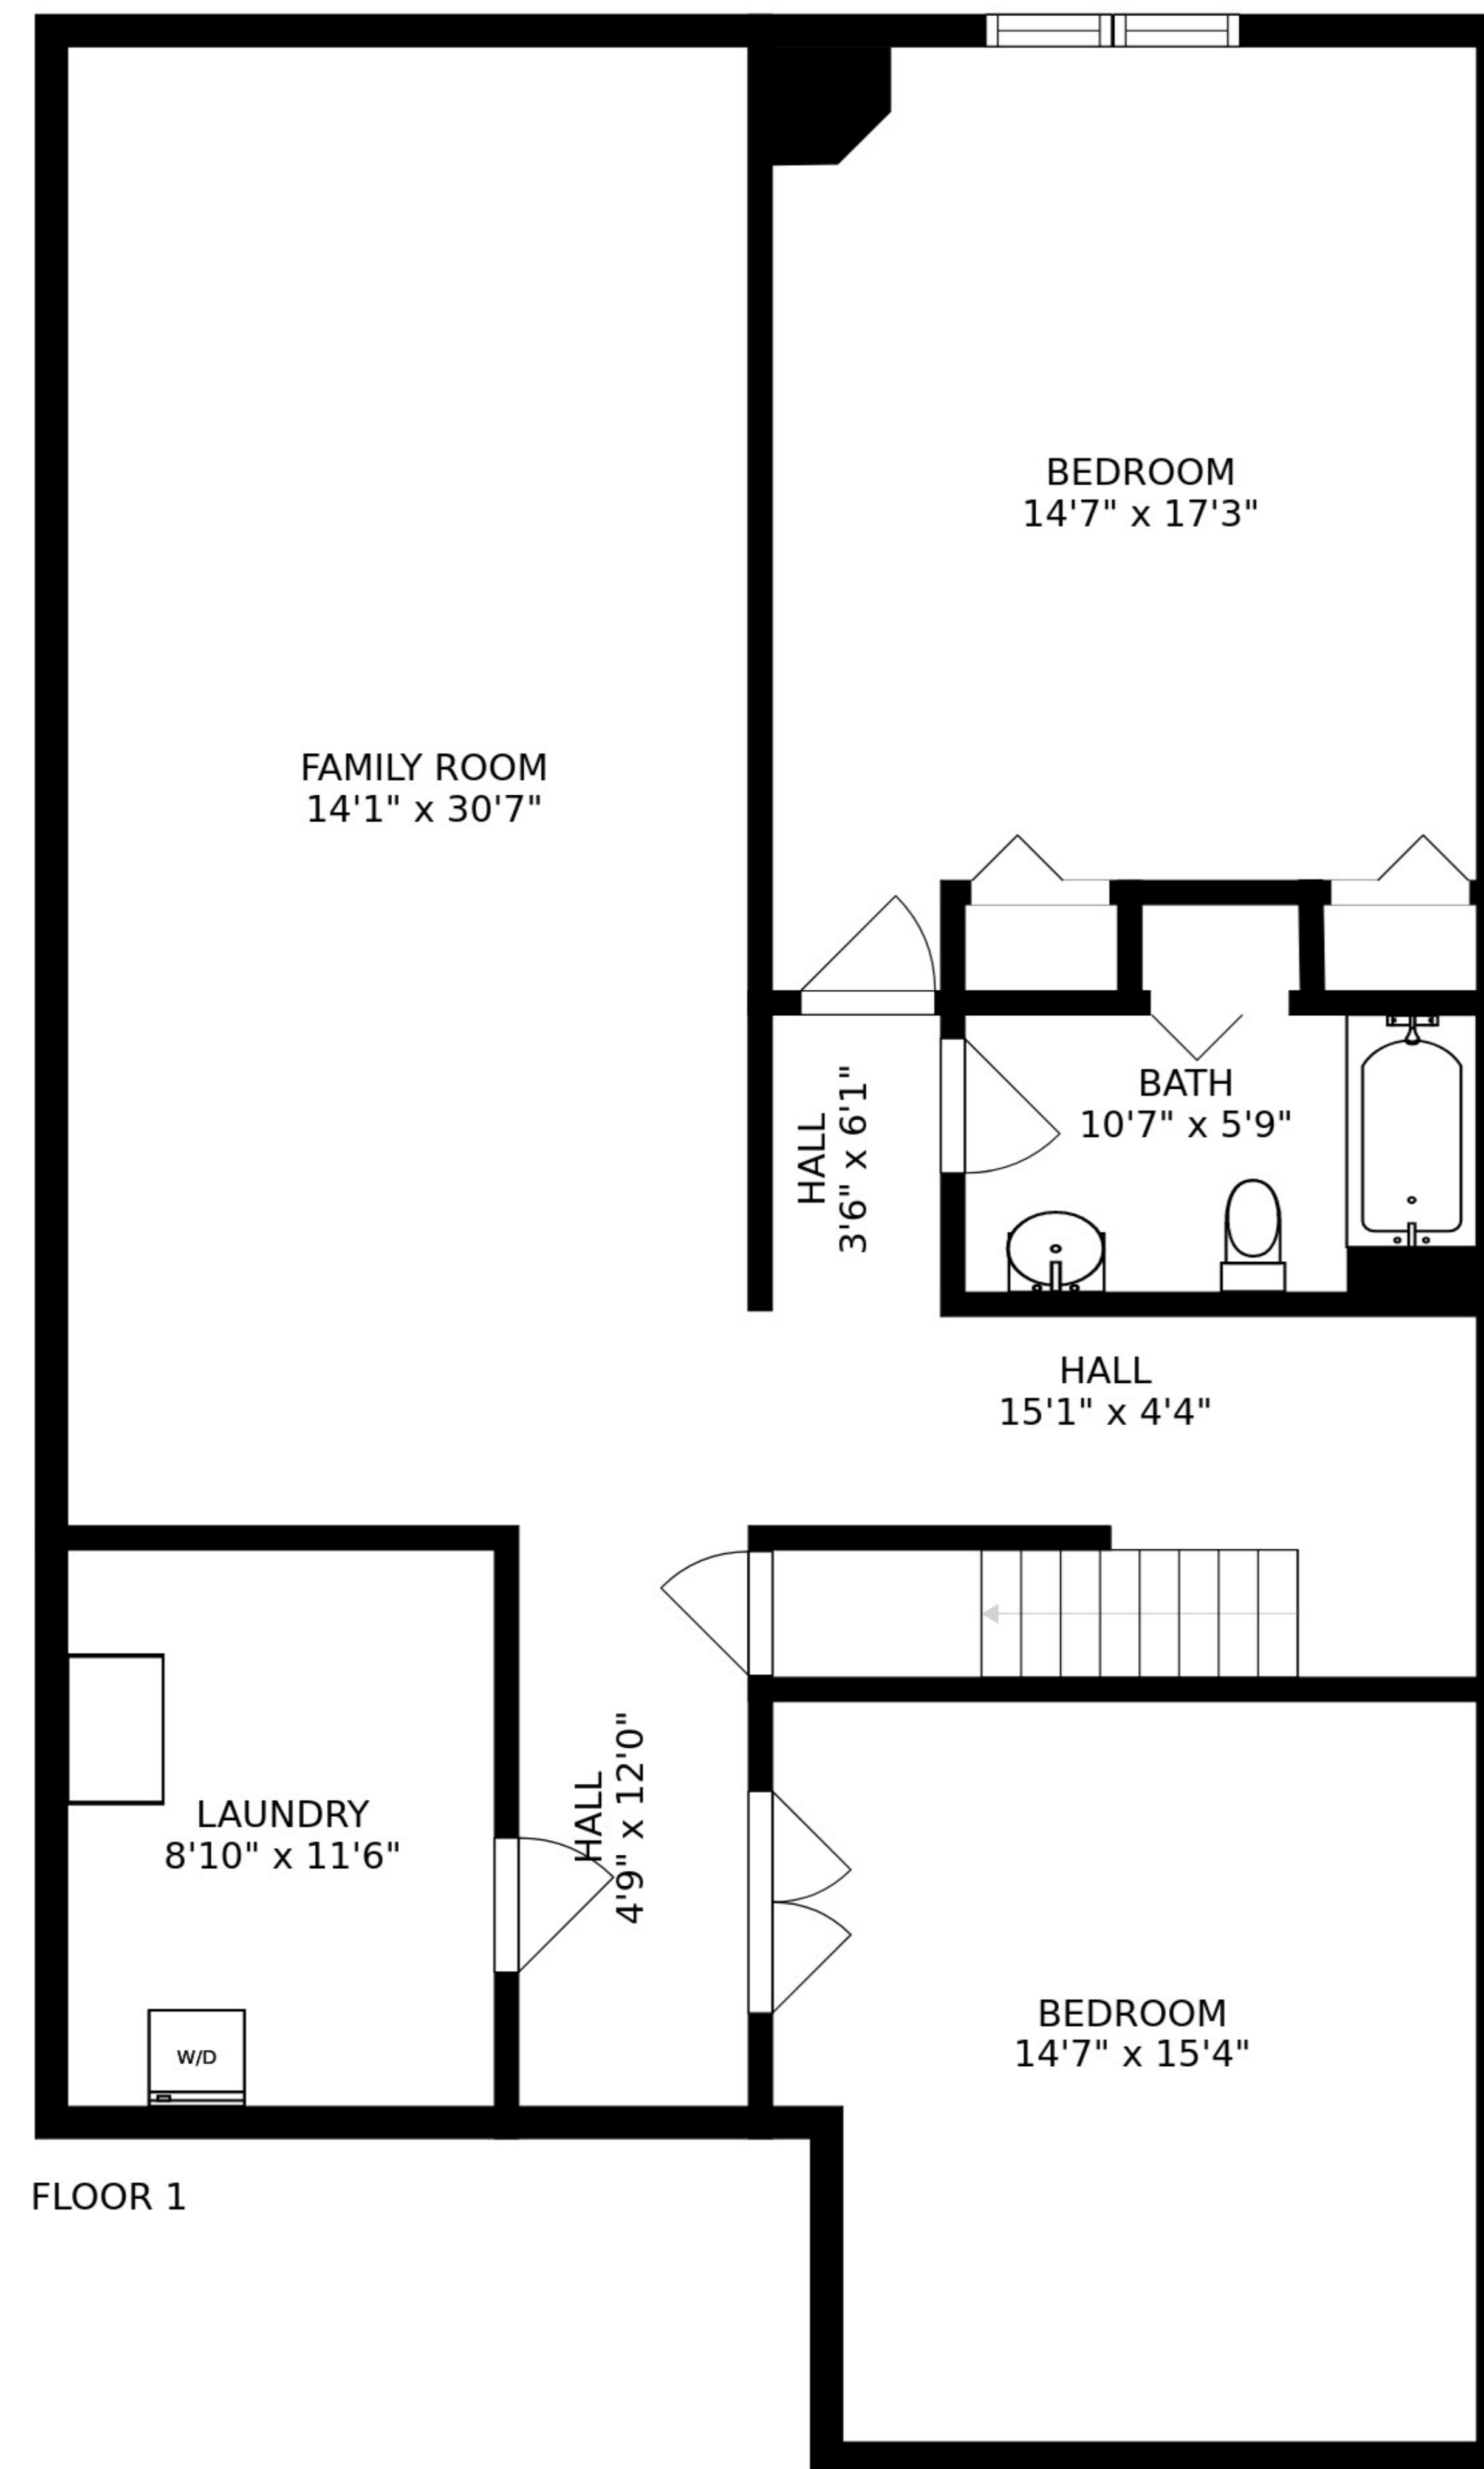 BEDROOM
14'7" x 17'3"
FAMILY ROOM
14'1" x 30'7"
BATH
10'7" x 5'9"
HALL
3'6" x 6'1"
HALL
15'1" x 4'4"
LAUNDRY
8'10" x 11'6"
HALL
4'9" x 12'0"
BEDROOM
14'7" x 15'4"
W/D
FLOOR 1